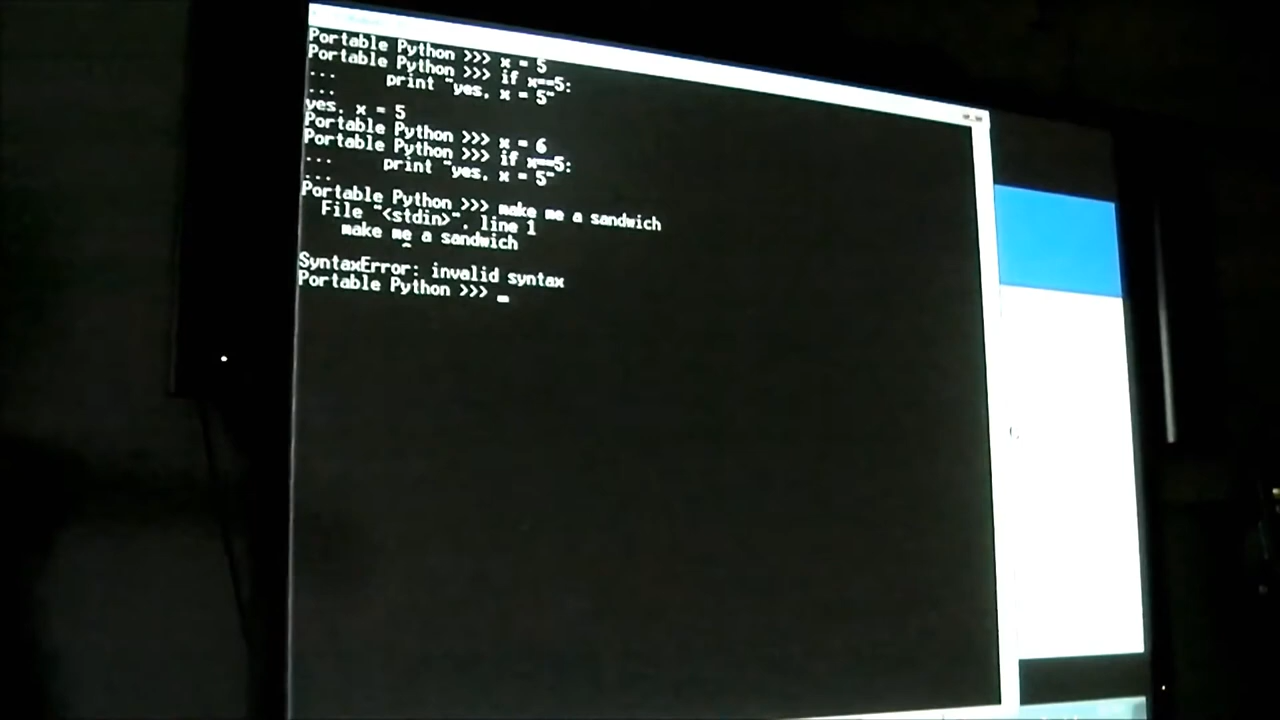 Portable Python >>> x = 5
Portable Python >>> if x==5:
...     print "yes, x = 5"
...
yes, x = 5
Portable Python >>> x = 6
Portable Python >>> if x==5:
...     print "yes, x = 5"
...
Portable Python >>> make me a sandwich
  File "<stdin>", line 1
    make me a sandwich
          ^
SyntaxError: invalid syntax
Portable Python >>> _